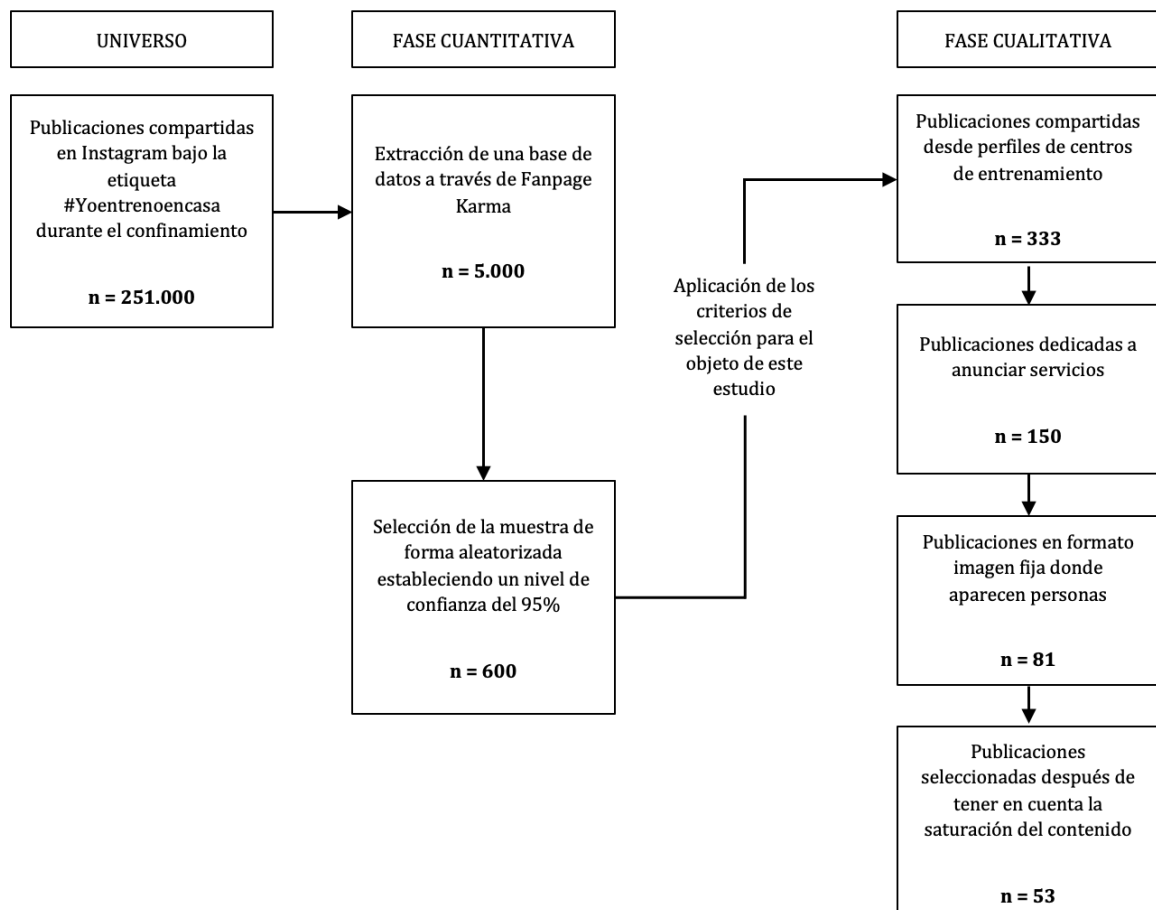 UNIVERSO
FASE CUANTITATIVA
FASE CUALITATIVA
Publicaciones compartidas
en Instagram bajo la
etiqueta
#Yoentrenoencasa
durante el confinamiento
n = 251.000
Extracción de una base de
datos a través de Fanpage
Karma
n = 5.000
Selección de la muestra de
forma aleatorizada
estableciendo un nivel de
confianza del 95%
n = 600
Aplicación de los
criterios de
selección para el
objeto de este
estudio
Publicaciones compartidas
desde perfiles de centros
de entrenamiento
n = 333
Publicaciones dedicadas a
anunciar servicios
n = 150
Publicaciones en formato
imagen fija donde
aparecen personas
n = 81
Publicaciones
seleccionadas después de
tener en cuenta la
saturación del contenido
n = 53